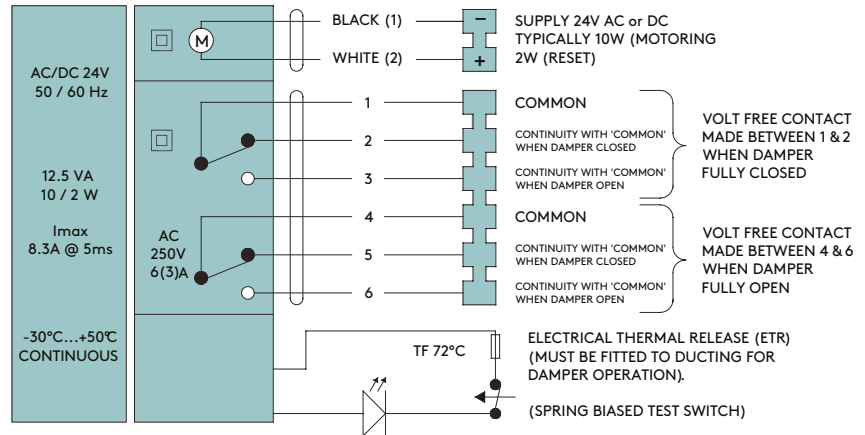 AC/DC 24V
50 / 60 Hz
12.5 VA
10 / 2 W
Imax
8.3A @ 5ms
-30°C...+50°C
CONTINUOUS
M
AC
250V
6(3)A
BLACK (1)
WHITE (2)
1
2
3
4
5
6
−
+
SUPPLY 24V AC or DC
TYPICALLY 10W (MOTORING
2W (RESET)
COMMON
CONTINUITY WITH 'COMMON'
WHEN DAMPER CLOSED
CONTINUITY WITH 'COMMON'
WHEN DAMPER OPEN
COMMON
CONTINUITY WITH 'COMMON'
WHEN DAMPER CLOSED
CONTINUITY WITH 'COMMON'
WHEN DAMPER OPEN
VOLT FREE CONTACT
MADE BETWEEN 1 & 2
WHEN DAMPER
FULLY CLOSED
VOLT FREE CONTACT
MADE BETWEEN 4 & 6
WHEN DAMPER
FULLY OPEN
TF 72°C
ELECTRICAL THERMAL RELEASE (ETR)
(MUST BE FITTED TO DUCTING FOR
DAMPER OPERATION).
(SPRING BIASED TEST SWITCH)